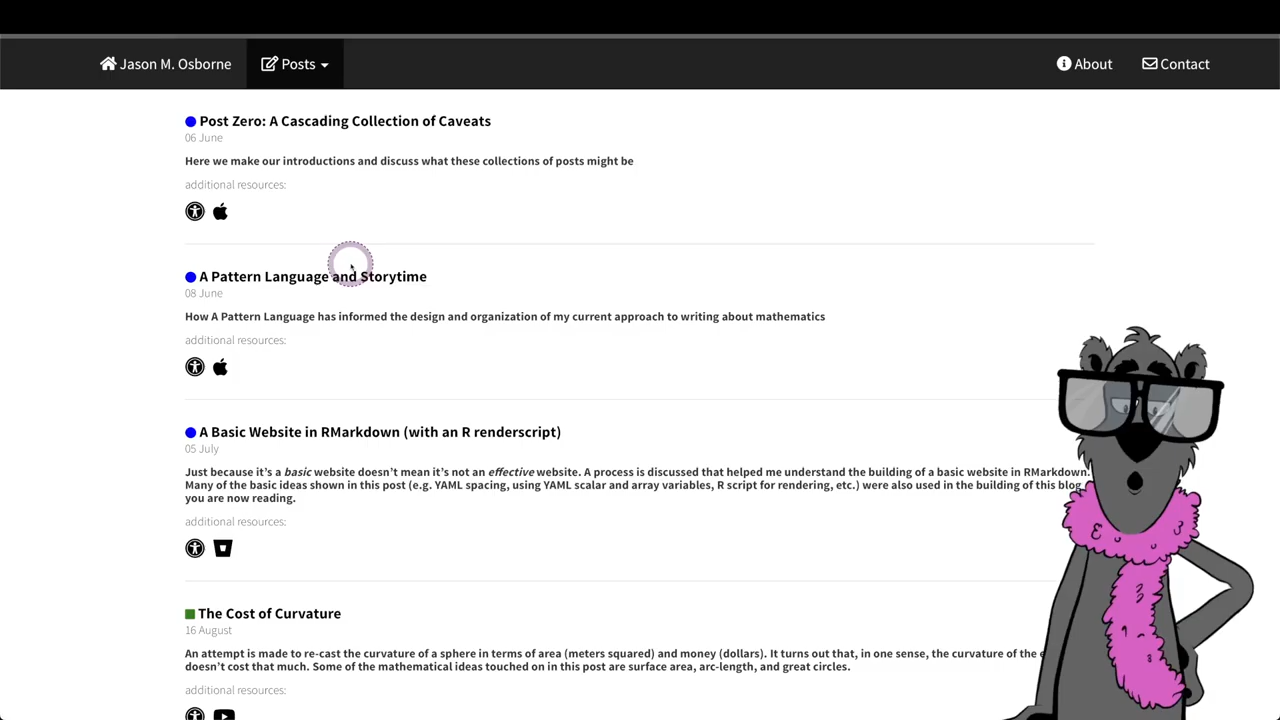 Jason M. Osborne
Posts
About
Contact
Post Zero: A Cascading Collection of Caveats
06 June
Here we make our introductions and discuss what these collections of posts might be
additional resources:
A Pattern Language and Storytime
08 June
How A Pattern Language has informed the design and organization of my current approach to writing about mathematics
additional resources:
A Basic Website in RMarkdown (with an R renderscript)
05 July
Just because it's a basic website doesn't mean it's not an effective website. A process is discussed that helped me understand the building of a basic website in RMarkdown.
Many of the basic ideas shown in this post (e.g. YAML spacing, using YAML scalar and array variables, R script for rendering, etc.) were also used in the building of this blog
you are now reading.
additional resources:
The Cost of Curvature
16 August
An attempt is made to re-cast the curvature of a sphere in terms of area (meters squared) and money (dollars). It turns out that, in one sense, the curvature of the
doesn't cost that much. Some of the mathematical ideas touched on in this post are surface area, arc-length, and great circles.
additional resources: